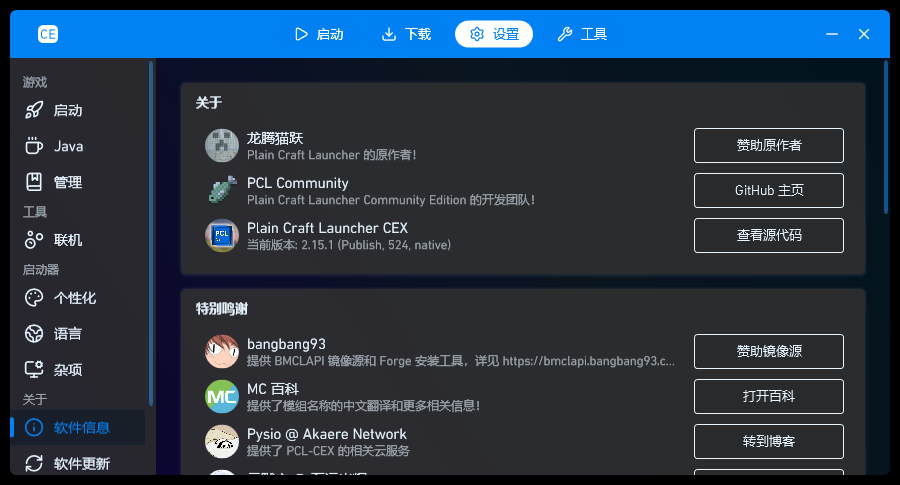 CE
启动
下载
设置
工具
游戏
启动
Java
管理
工具
联机
启动器
个性化
语言
杂项
关于
软件信息
软件更新
关于
龙腾猫跃
Plain Craft Launcher 的原作者！
赞助原作者
PCL Community
Plain Craft Launcher Community Edition 的开发团队！
GitHub 主页
PCL
Plain Craft Launcher CEX
当前版本: 2.15.1 (Publish, 524, native)
查看源代码
特别鸣谢
bangbang93
提供 BMCLAPI 镜像源和 Forge 安装工具，详见 https://bmclapi.bangbang93.c...
赞助镜像源
MC
MC 百科
提供了模组名称的中文翻译和更多相关信息！
打开百科
Pysio @ Akaere Network
提供了 PCL-CEX 的相关云服务
转到博客